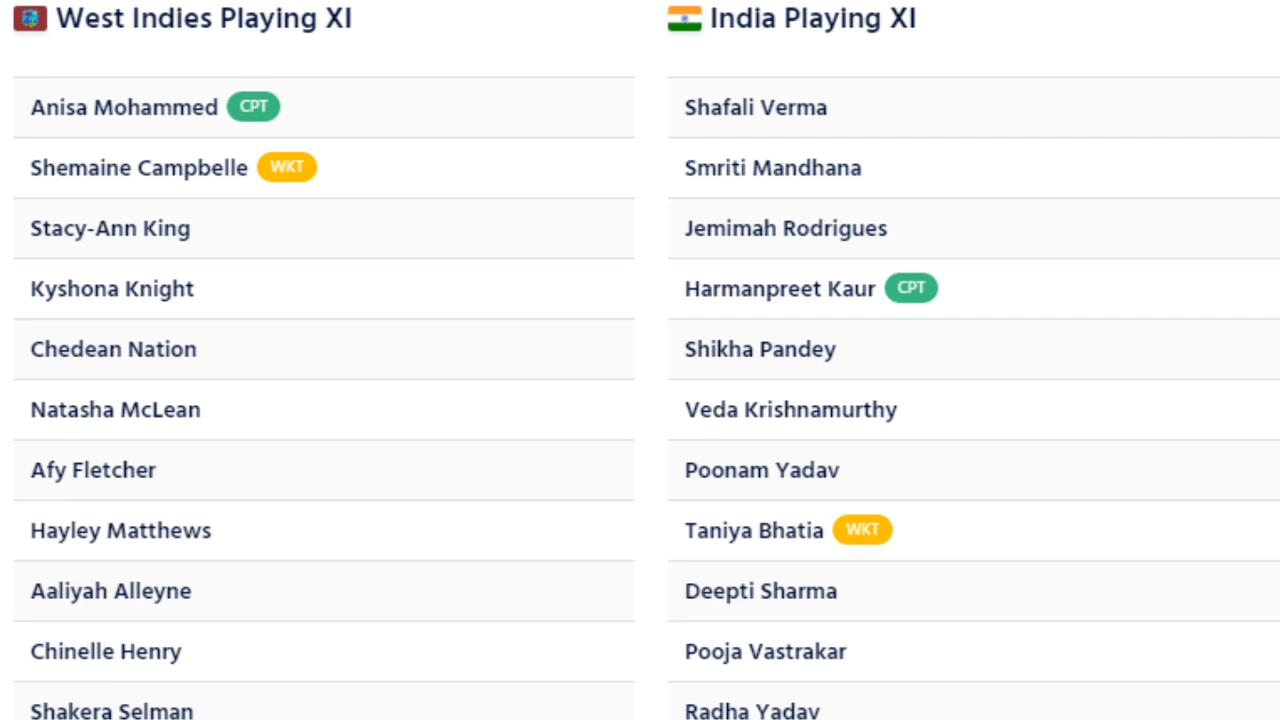 West Indies Playing XI
Anisa Mohammed CPT
Shemaine Campbelle WKT
Stacy-Ann King
Kyshona Knight
Chedean Nation
Natasha McLean
Afy Fletcher
Hayley Matthews
Aaliyah Alleyne
Chinelle Henry
Shakera Selman
India Playing XI
Shafali Verma
Smriti Mandhana
Jemimah Rodrigues
Harmanpreet Kaur CPT
Shikha Pandey
Veda Krishnamurthy
Poonam Yadav
Taniya Bhatia WKT
Deepti Sharma
Pooja Vastrakar
Radha Yadav